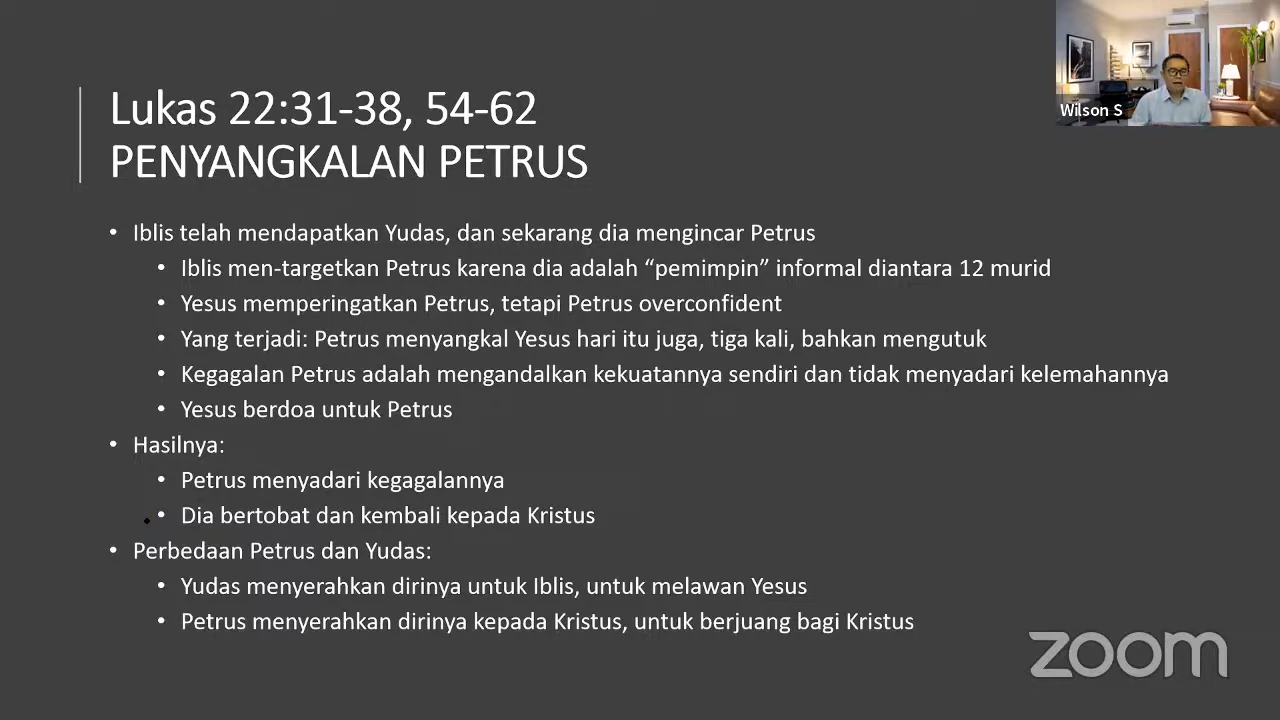 Lukas 22:31-38, 54-62
PENYANGKALAN PETRUS
Wilson S
• Iblis telah mendapatkan Yudas, dan sekarang dia mengincar Petrus
• Iblis men-targetkan Petrus karena dia adalah “pemimpin” informal diantara 12 murid
• Yesus memperingatkan Petrus, tetapi Petrus overconfident
• Yang terjadi: Petrus menyangkal Yesus hari itu juga, tiga kali, bahkan mengutuk
• Kegagalan Petrus adalah mengandalkan kekuatannya sendiri dan tidak menyadari kelemahannya
• Yesus berdoa untuk Petrus
• Hasilnya:
• Petrus menyadari kegagalannya
• Dia bertobat dan kembali kepada Kristus
• Perbedaan Petrus dan Yudas:
• Yudas menyerahkan dirinya untuk Iblis, untuk melawan Yesus
• Petrus menyerahkan dirinya kepada Kristus, untuk berjuang bagi Kristus
zoom